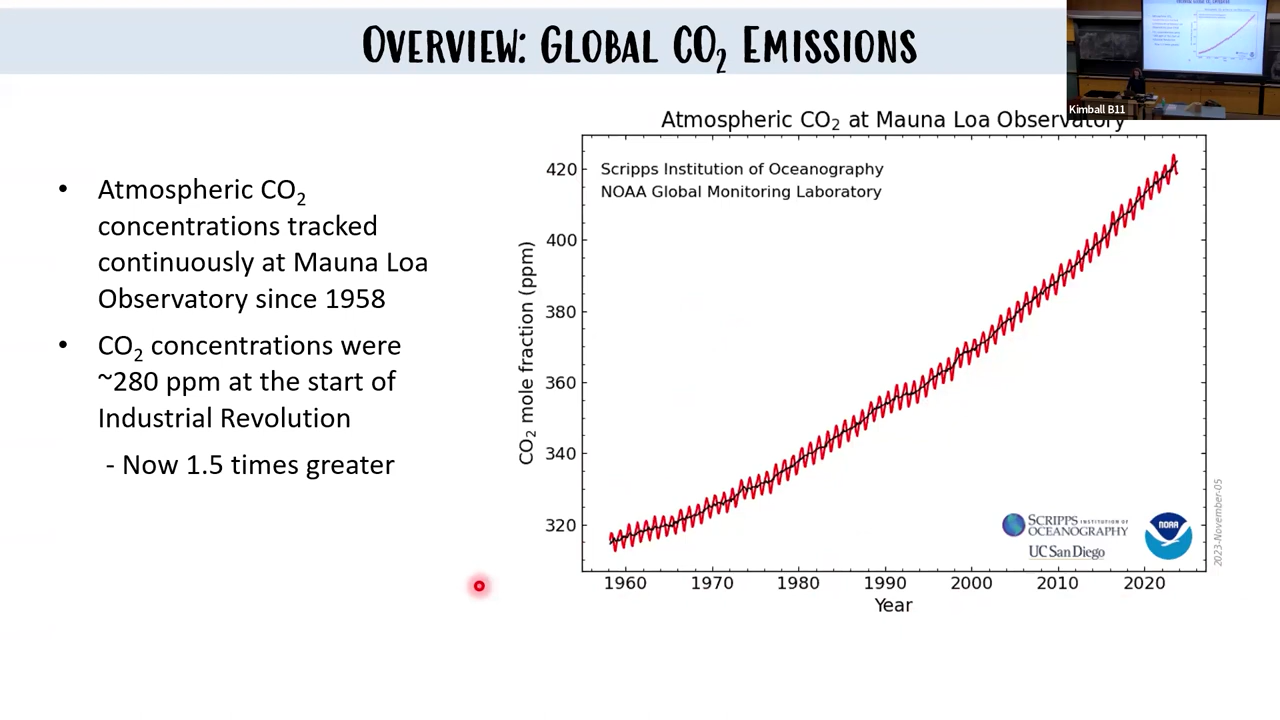 OVERVIEW: GLOBAL CO₂ EMISSIONS
Kimball B11
• Atmospheric CO₂
concentrations tracked
continuously at Mauna Loa
Observatory since 1958
• CO₂ concentrations were
~280 ppm at the start of
Industrial Revolution
- Now 1.5 times greater
Atmospheric CO₂ at Mauna Loa Observatory
Scripps Institution of Oceanography
NOAA Global Monitoring Laboratory
CO₂ mole fraction (ppm)
420
400
380
360
340
320
1960 1970 1980 1990 2000 2010 2020
Year
SCRIPPS INSTITUTION OF
OCEANOGRAPHY
UC San Diego
NOAA
2023-November-05